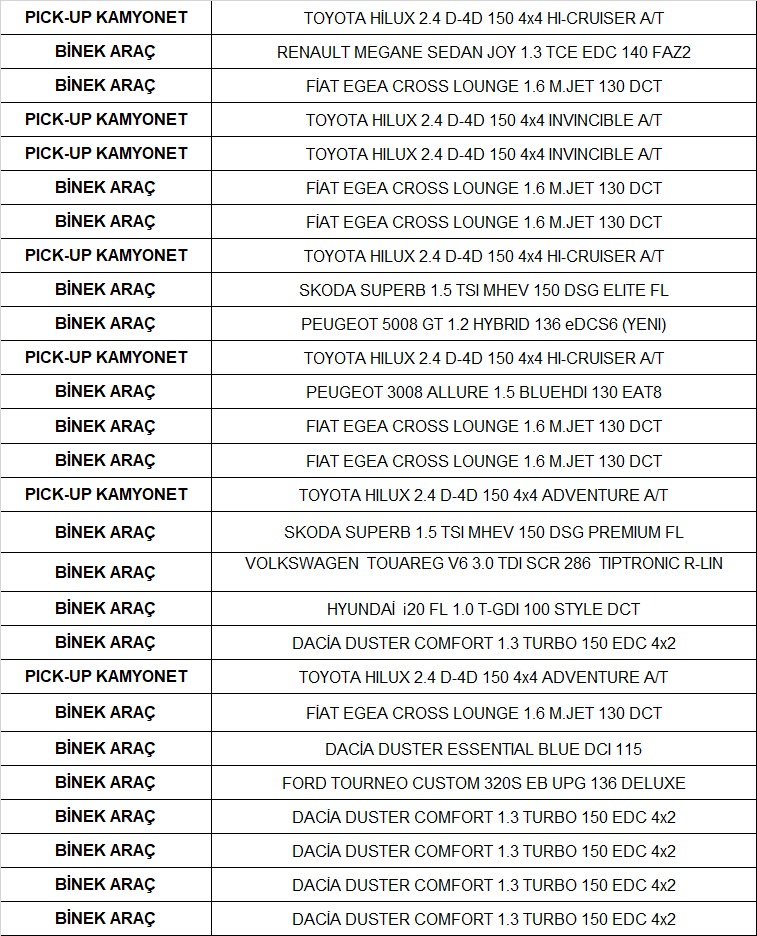 PICK-UP KAMYONET TOYOTA HİLUX 2.4 D-4D 150 4x4 HI-CRUISER A/T
BİNEK ARAÇ RENAULT MEGANE SEDAN JOY 1.3 TCE EDC 140 FAZ2
BİNEK ARAÇ FİAT EGEA CROSS LOUNGE 1.6 M.JET 130 DCT
PICK-UP KAMYONET TOYOTA HILUX 2.4 D-4D 150 4x4 INVINCIBLE A/T
PICK-UP KAMYONET TOYOTA HILUX 2.4 D-4D 150 4x4 INVINCIBLE A/T
BİNEK ARAÇ FİAT EGEA CROSS LOUNGE 1.6 M.JET 130 DCT
BİNEK ARAÇ FİAT EGEA CROSS LOUNGE 1.6 M.JET 130 DCT
PICK-UP KAMYONET TOYOTA HILUX 2.4 D-4D 150 4x4 HI-CRUISER A/T
BİNEK ARAÇ SKODA SUPERB 1.5 TSI MHEV 150 DSG ELITE FL
BİNEK ARAÇ PEUGEOT 5008 GT 1.2 HYBRID 136 eDCS6 (YENI)
PICK-UP KAMYONET TOYOTA HILUX 2.4 D-4D 150 4x4 HI-CRUISER A/T
BİNEK ARAÇ PEUGEOT 3008 ALLURE 1.5 BLUEHDI 130 EAT8
BİNEK ARAÇ FIAT EGEA CROSS LOUNGE 1.6 M.JET 130 DCT
BİNEK ARAÇ FIAT EGEA CROSS LOUNGE 1.6 M.JET 130 DCT
PICK-UP KAMYONET TOYOTA HILUX 2.4 D-4D 150 4x4 ADVENTURE A/T
BİNEK ARAÇ SKODA SUPERB 1.5 TSI MHEV 150 DSG PREMIUM FL
BİNEK ARAÇ VOLKSWAGEN TOUAREG V6 3.0 TDI SCR 286 TIPTRONIC R-LIN
BİNEK ARAÇ HYUNDAİ i20 FL 1.0 T-GDI 100 STYLE DCT
BİNEK ARAÇ DACİA DUSTER COMFORT 1.3 TURBO 150 EDC 4x2
PICK-UP KAMYONET TOYOTA HILUX 2.4 D-4D 150 4x4 ADVENTURE A/T
BİNEK ARAÇ FİAT EGEA CROSS LOUNGE 1.6 M.JET 130 DCT
BİNEK ARAÇ DACİA DUSTER ESSENTIAL BLUE DCI 115
BİNEK ARAÇ FORD TOURNEO CUSTOM 320S EB UPG 136 DELUXE
BİNEK ARAÇ DACİA DUSTER COMFORT 1.3 TURBO 150 EDC 4x2
BİNEK ARAÇ DACİA DUSTER COMFORT 1.3 TURBO 150 EDC 4x2
BİNEK ARAÇ DACİA DUSTER COMFORT 1.3 TURBO 150 EDC 4x2
BİNEK ARAÇ DACİA DUSTER COMFORT 1.3 TURBO 150 EDC 4x2